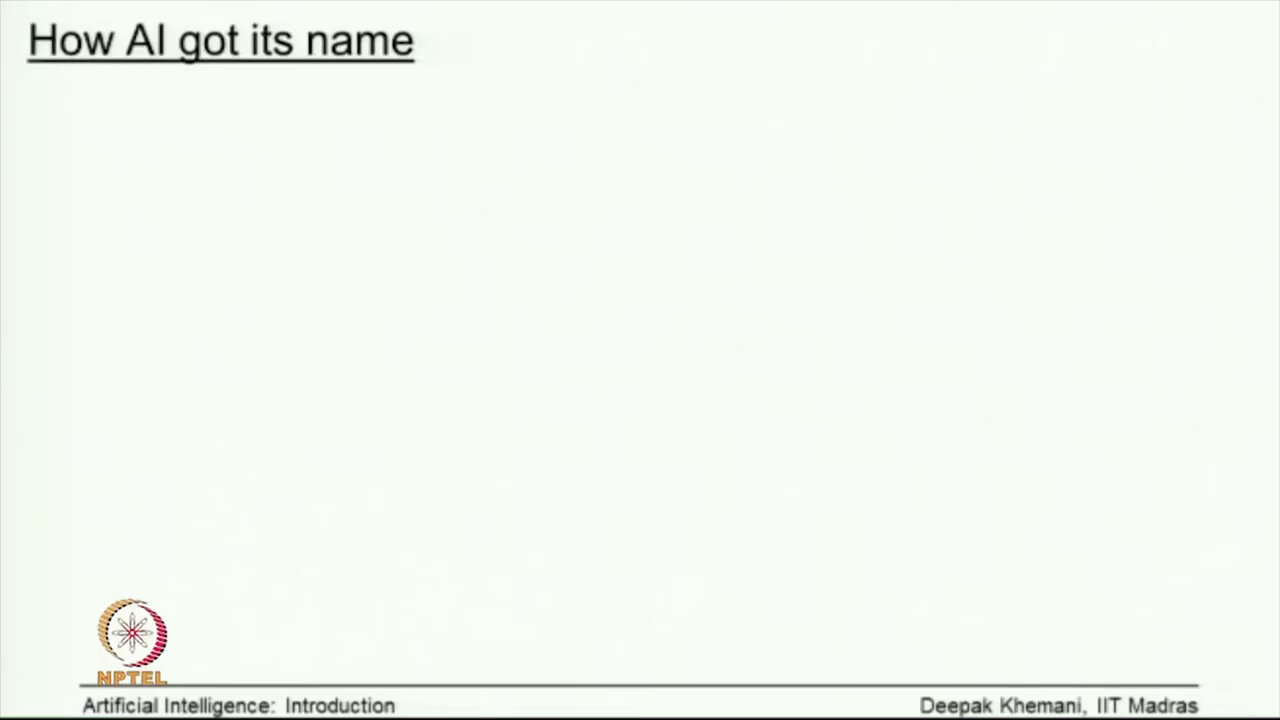 How AI got its name
NPTEL
Artificial Intelligence: Introduction
Deepak Khemani, IIT Madras